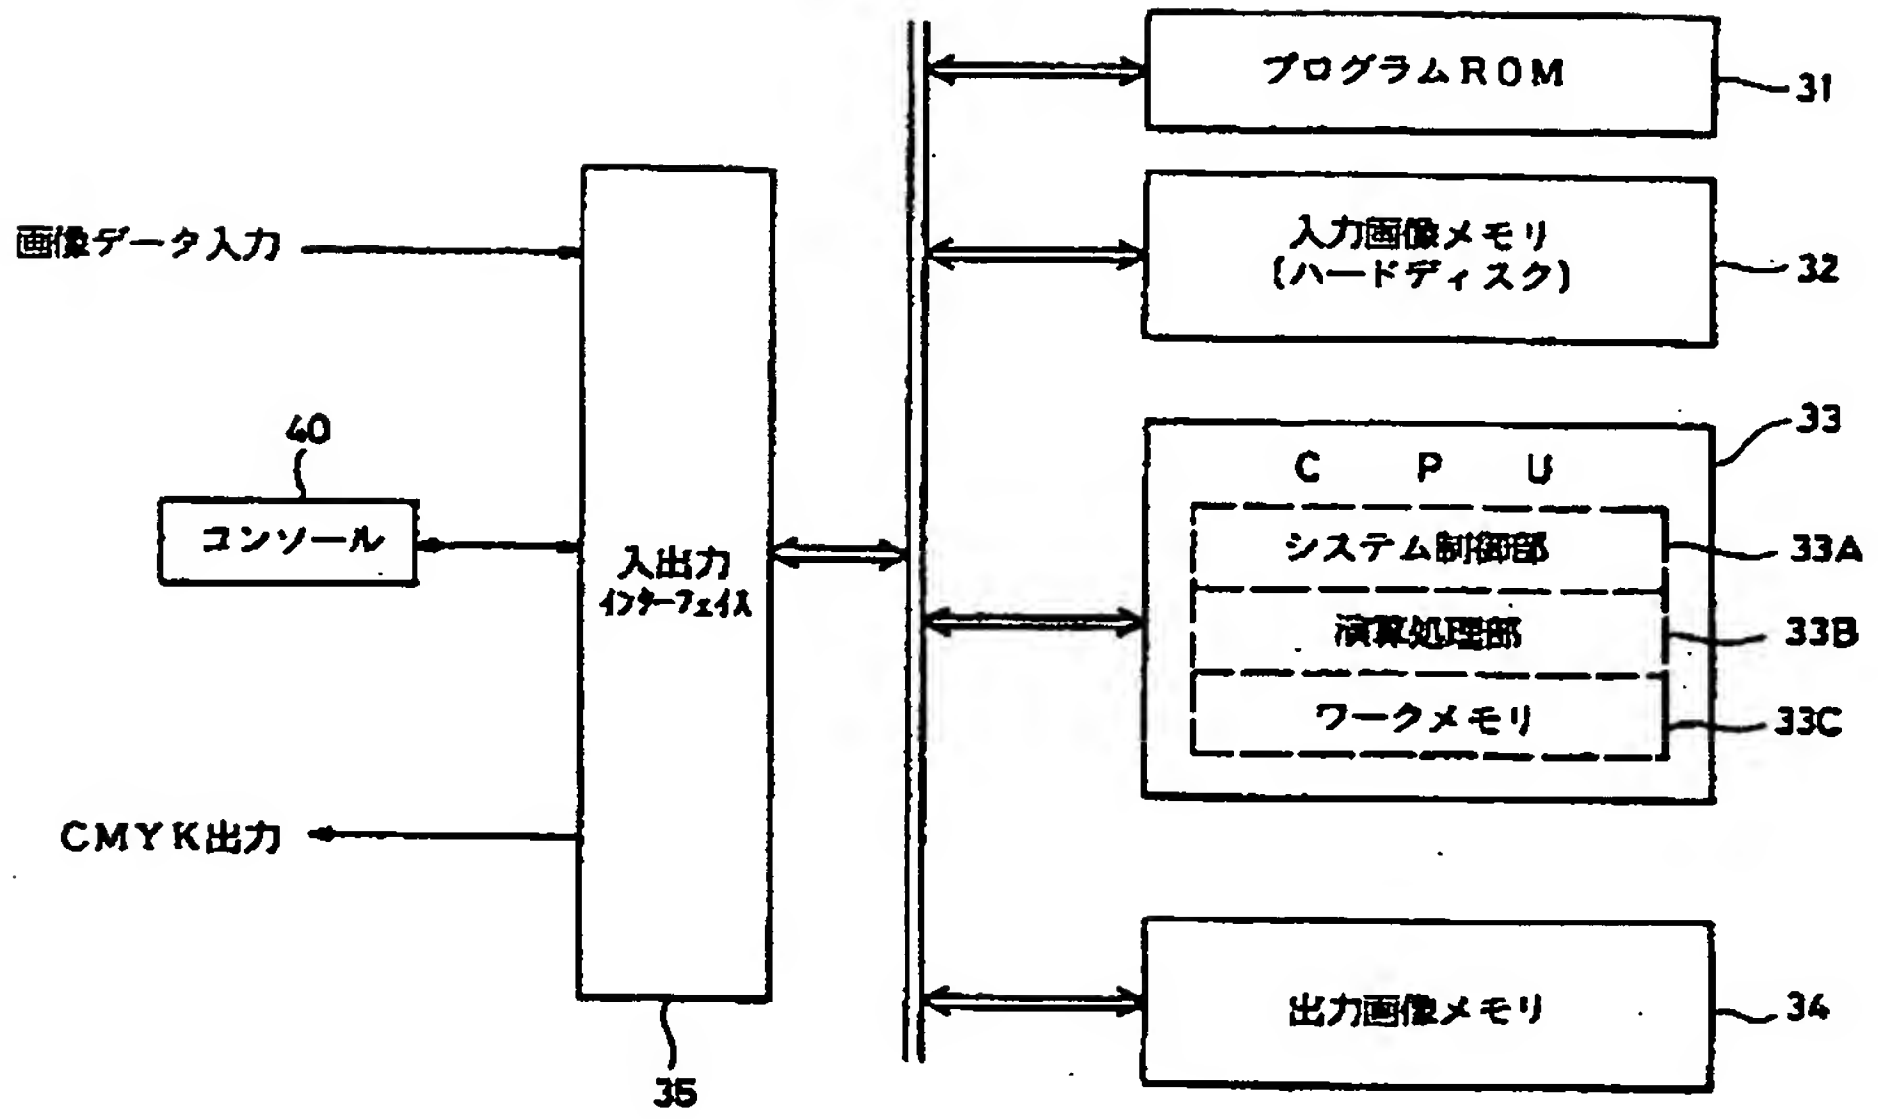 プログラムROM
31
画像データ入力
入力画像メモリ
(ハードディスク)
32
40
コンソール
入出力
インターフェイス
35
CPU
33
システム制御部
33A
演算処理部
33B
ワークメモリ
33C
CMYK出力
出力画像メモリ
34